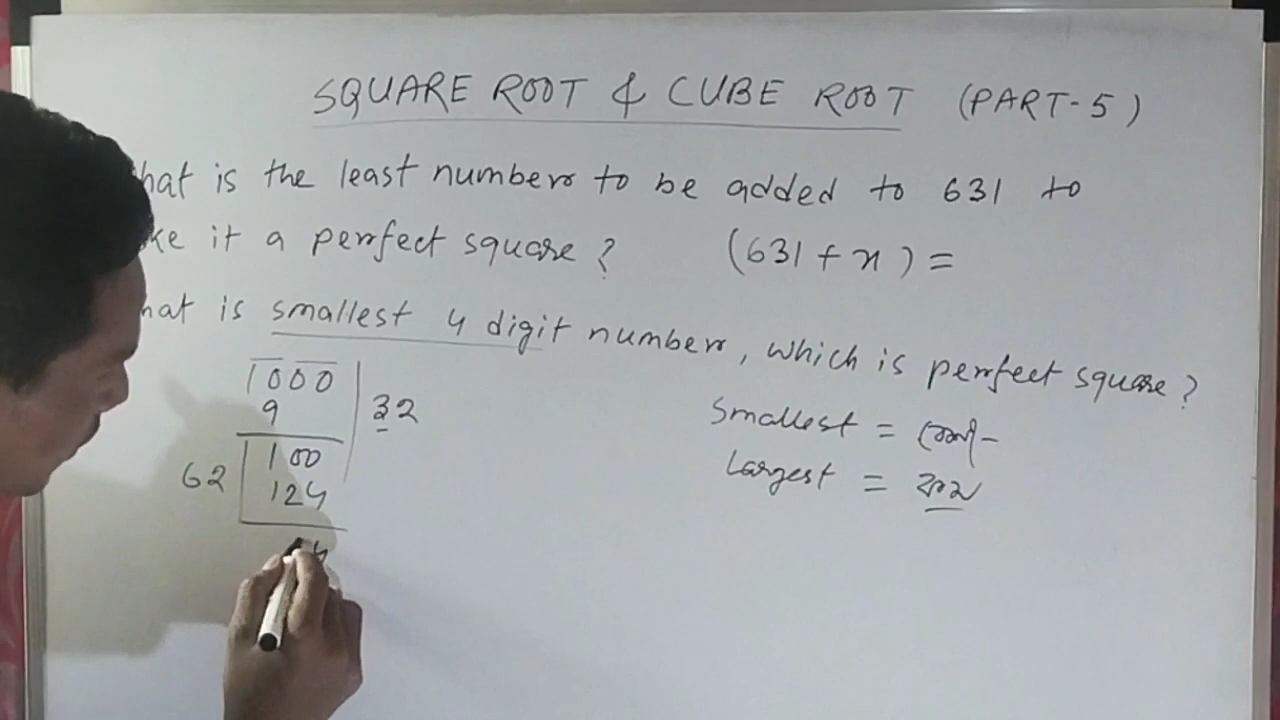 SQUARE ROOT & CUBE ROOT (PART-5)
hat is the least number to be added to 631 to
ke it a perfect square? (631 + x) =
hat is smallest 4 digit number, which is perfect square?
1000
9
32
62
100
124
Smallest =
Largest =